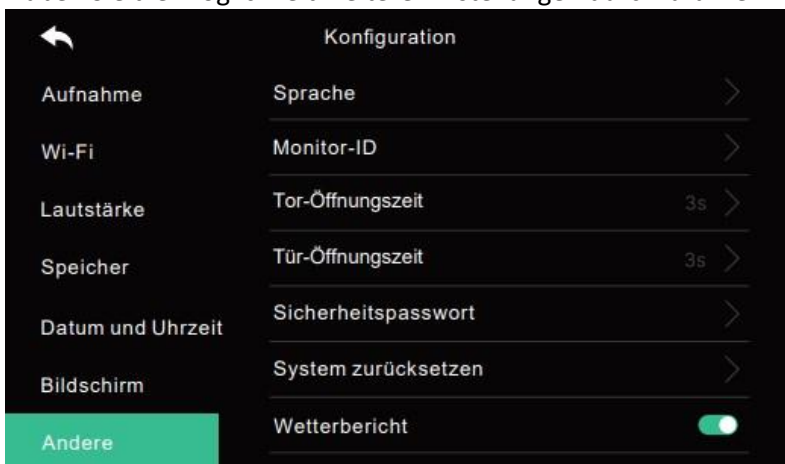 Konfiguration
Aufnahme
Wi-Fi
Lautstärke
Speicher
Datum und Uhrzeit
Bildschirm
Andere
Sprache
Monitor-ID
Tor-Öffnungszeit 3s
Tür-Öffnungszeit 3s
Sicherheitspasswort
System zurücksetzen
Wetterbericht